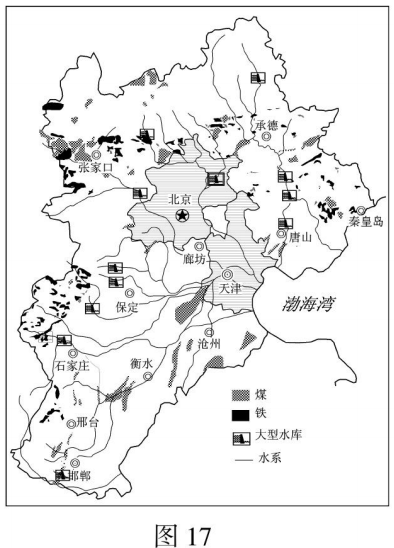 承德
张家口
北京
秦皇岛
唐山
廊坊
天津
渤海湾
保定
沧州
石家庄
衡水
煤
铁
邢台
大型水库
水系
邯郸
图 17